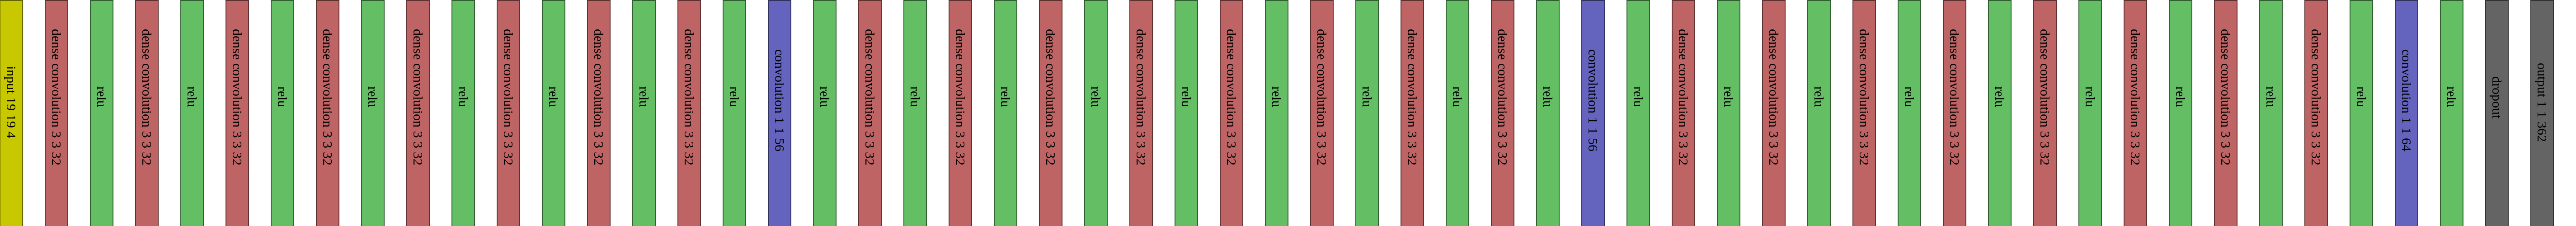 input 19 19 4
dense convolution 3 3 32
relu
dense convolution 3 3 32
relu
dense convolution 3 3 32
relu
dense convolution 3 3 32
relu
dense convolution 3 3 32
relu
dense convolution 3 3 32
relu
dense convolution 3 3 32
relu
dense convolution 3 3 32
relu
convolution 1 1 56
relu
dense convolution 3 3 32
relu
dense convolution 3 3 32
relu
dense convolution 3 3 32
relu
dense convolution 3 3 32
relu
dense convolution 3 3 32
relu
dense convolution 3 3 32
relu
dense convolution 3 3 32
relu
dense convolution 3 3 32
relu
convolution 1 1 56
relu
dense convolution 3 3 32
relu
dense convolution 3 3 32
relu
dense convolution 3 3 32
relu
dense convolution 3 3 32
relu
dense convolution 3 3 32
relu
dense convolution 3 3 32
relu
dense convolution 3 3 32
relu
dense convolution 3 3 32
relu
convolution 1 1 64
relu
dropout
output 1 1 362